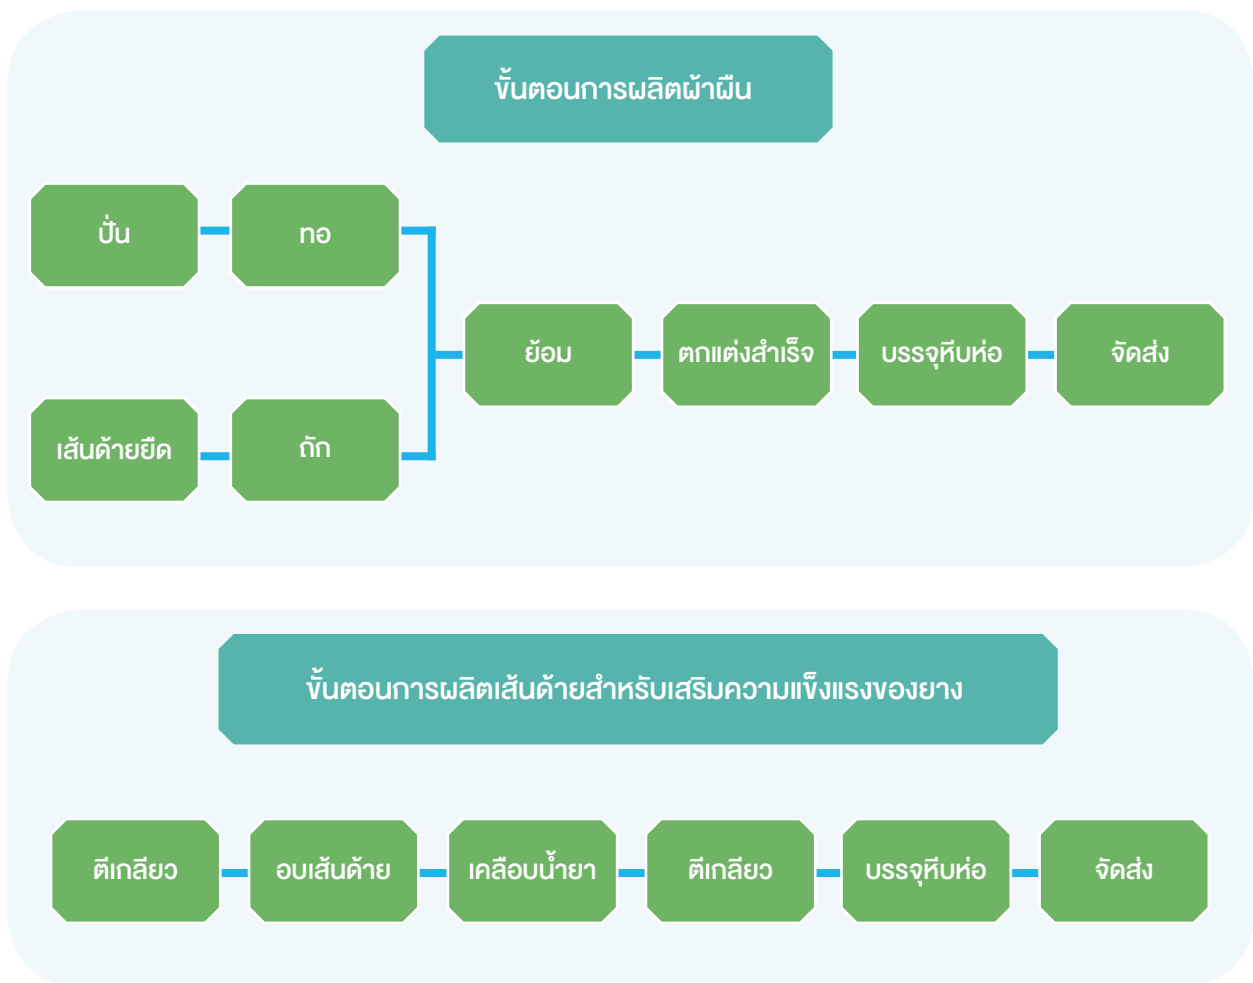 ขั้นตอนการผลิตผ้าผืน
ปั่น
ทอ
เส้นด้ายยืด
ถัก
ย้อม
ตกแต่งสำเร็จ
บรรจุหีบห่อ
จัดส่ง
ขั้นตอนการผลิตเส้นด้ายสำหรับเสริมความแข็งแรงของยาง
ตีเกลียว
อบเส้นด้าย
เคลือบน้ำยา
ตีเกลียว
บรรจุหีบห่อ
จัดส่ง